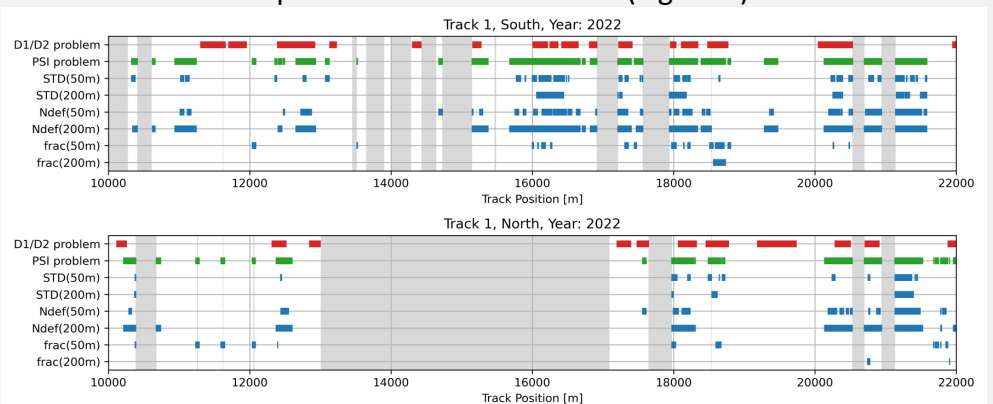 Track 1, South, Year: 2022
D1/D2 problem
PSI problem
STD(50m)
STD(200m)
Ndef(50m)
Ndef(200m)
frac(50m)
frac(200m)
10000 12000 14000 16000 18000 20000 22000
Track Position [m]
Track 1, North, Year: 2022
D1/D2 problem
PSI problem
STD(50m)
STD(200m)
Ndef(50m)
Ndef(200m)
frac(50m)
frac(200m)
10000 12000 14000 16000 18000 20000 22000
Track Position [m]